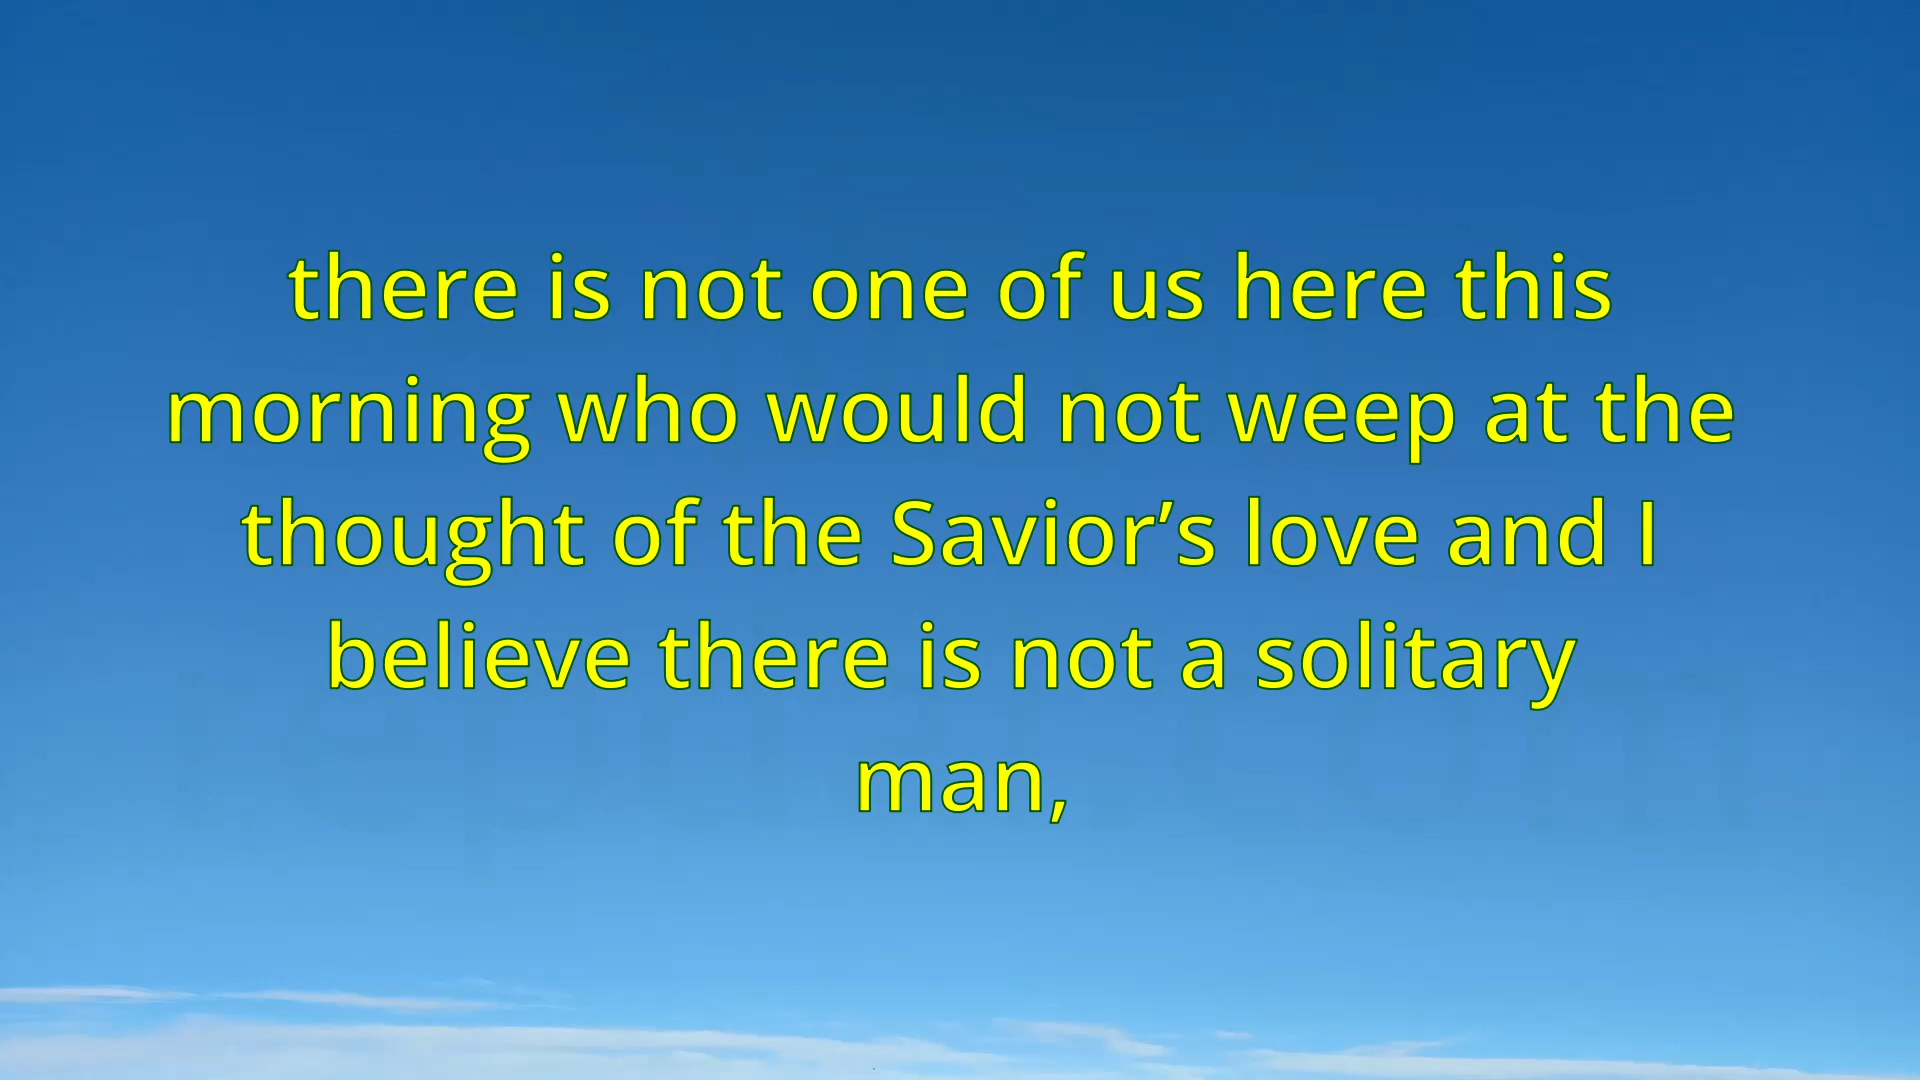 there is not one of us here this
morning who would not weep at the
thought of the Savior’s love and I
believe there is not a solitary
man,